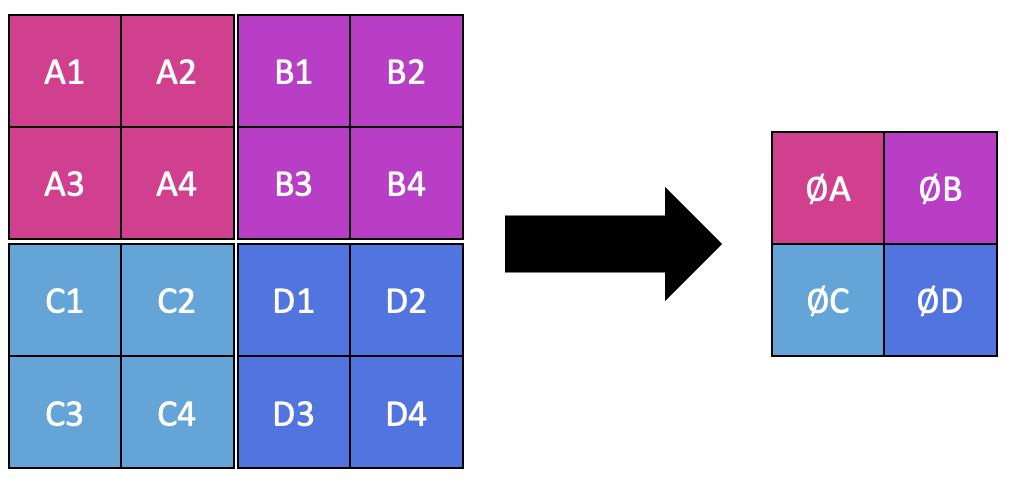 A1 A2 B1 B2
A3 A4 B3 B4
ØA ØB
C1 C2 D1 D2
ØC ØD
C3 C4 D3 D4